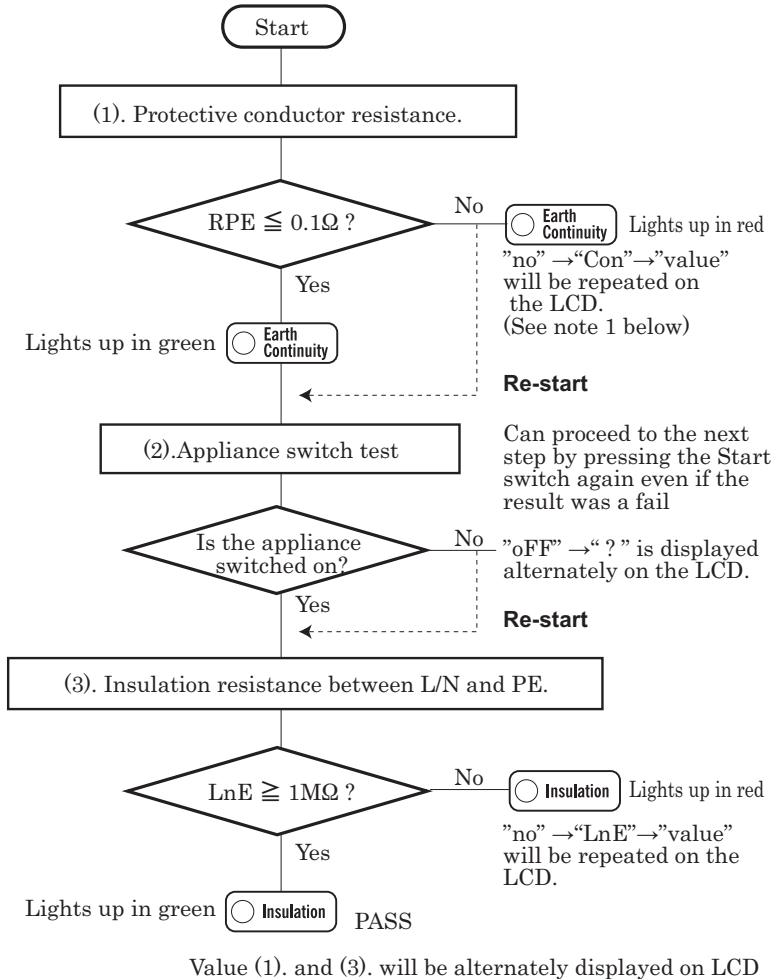 Start
(1). Protective conductor resistance.
RPE ≦ 0.1Ω ?
No
Earth
Continuity
Lights up in red
”no” →“Con”→”value”
will be repeated on
the LCD.
(See note 1 below)
Yes
Lights up in green
Earth
Continuity
Re-start
(2).Appliance switch test
Can proceed to the next
step by pressing the Start
switch again even if the
result was a fail
Is the appliance
switched on?
No
”oFF” →“ ? ” is displayed
alternately on the LCD.
Yes
Re-start
(3). Insulation resistance between L/N and PE.
LnE ≧ 1MΩ ?
No
Insulation
Lights up in red
”no” →“LnE”→”value”
will be repeated on the
LCD.
Yes
Lights up in green
Insulation
PASS
Value (1). and (3). will be alternately displayed on LCD